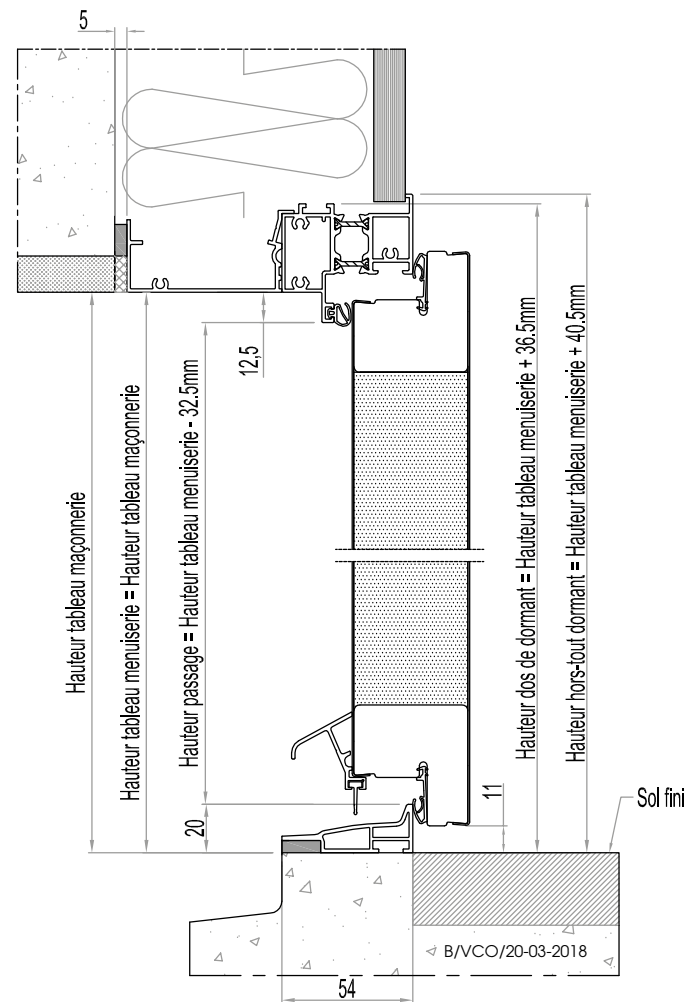 5
12,5
Hauteur tableau maçonnerie
Hauteur tableau menuiserie = Hauteur tableau maçonnerie
Hauteur passage = Hauteur tableau menuiserie - 32.5mm
Hauteur dos de dormant = Hauteur tableau menuiserie + 36.5mm
Hauteur hors-tout dormant = Hauteur tableau menuiserie + 40.5mm
20
11
Sol fini
B/VCO/20-03-2018
54